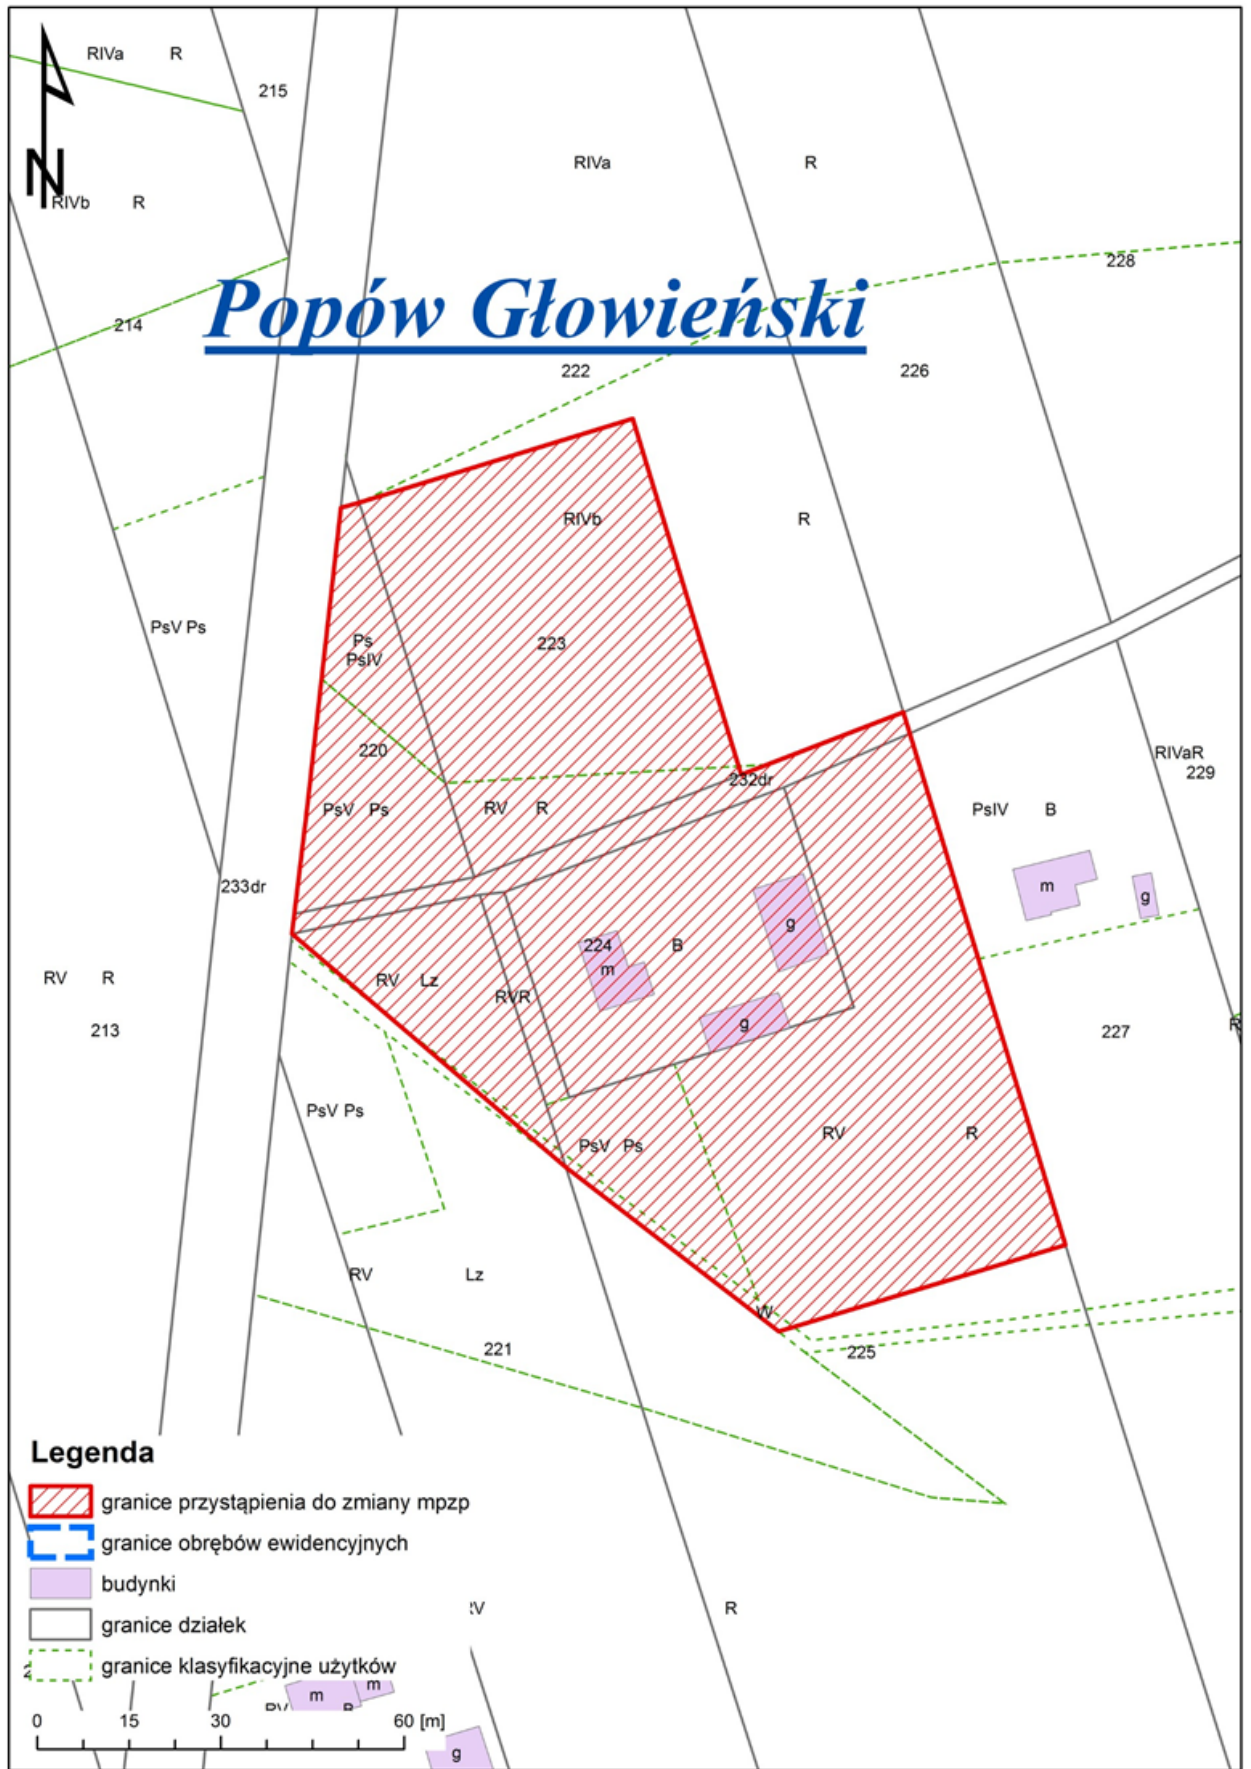 RIVa R
215
N
RIVb R
RIVa R
228
Popów Głowieński
214
222
226
RIVb R
PsV Ps
Ps
PsIV
223
220
232dr
RIVaR
229
PsV Ps
RV R
PsIV B
233dr
m
g
g
224 B
m
RV R
RV Lz
RVR
g
213
227
R
PsV Ps
PsV Ps
RV R
RV Lz
W
221
225
Legenda
granice przystąpienia do zmiany mpzp
granice obrębów ewidencyjnych
budynki
granice działek
granice klasyfikacyjne użytków
R
m
m
0 15 30 60 [m]
g